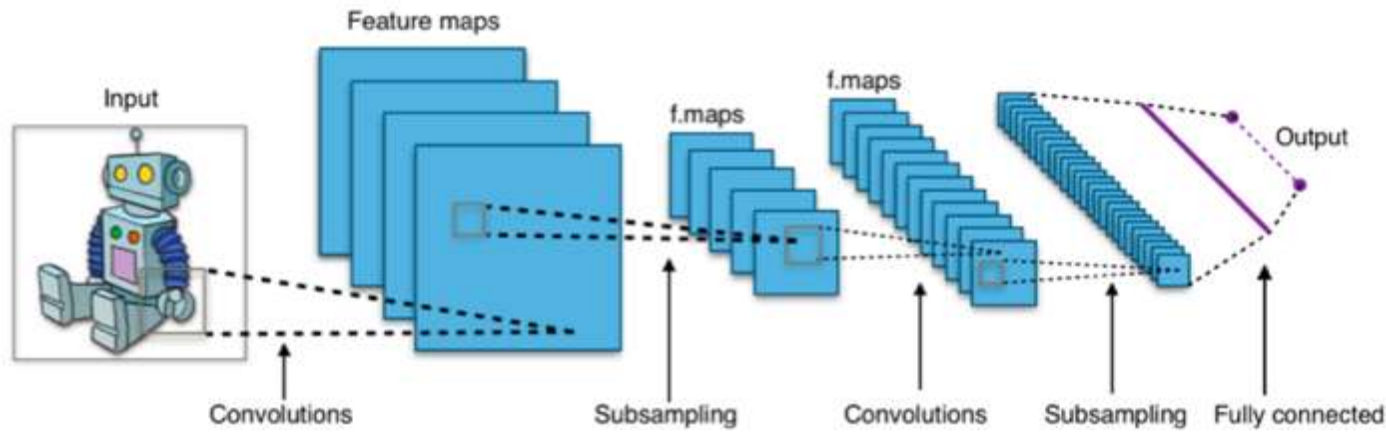 Feature maps
Input
f.maps
f.maps
Output
Convolutions
Subsampling
Convolutions
Subsampling
Fully connected